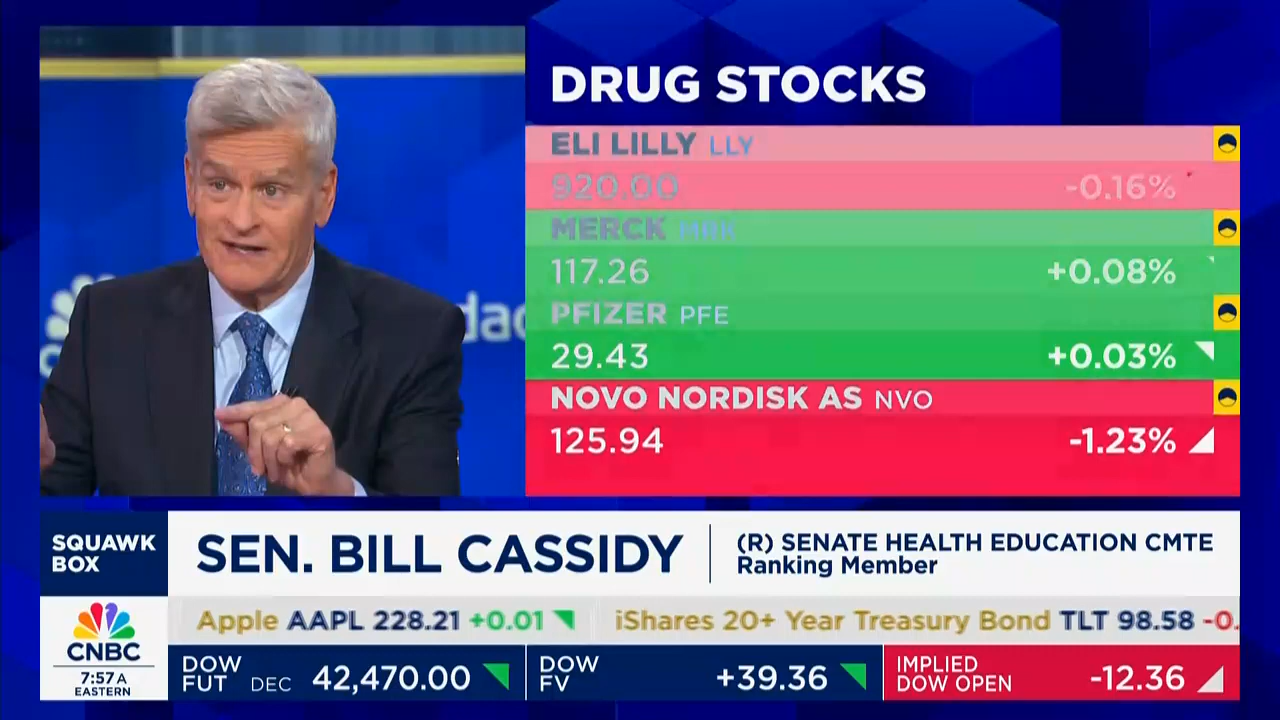 DRUG STOCKS
ELI LILLY LLY
920.00 -0.16%
MERCK MRK
117.26 +0.08%
PFIZER PFE
29.43 +0.03%
NOVO NORDISK AS NVO
125.94 -1.23%
SQUAWK BOX
SEN. BILL CASSIDY
(R) SENATE HEALTH EDUCATION CMTE
Ranking Member
Apple AAPL 228.21 +0.01 iShares 20+ Year Treasury Bond TLT 98.58 -0.
CNBC
7:57 A
EASTERN
DOW
FUT DEC 42,470.00
DOW
FV +39.36
IMPLIED
DOW OPEN -12.36